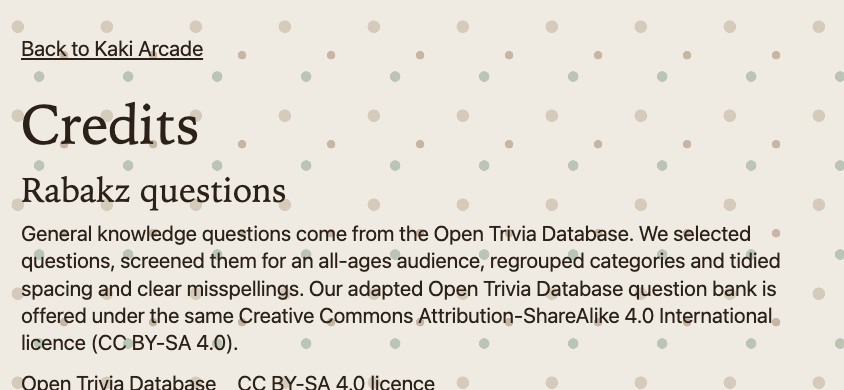 Back to Kaki Arcade
Credits
Rabakz questions
General knowledge questions come from the Open Trivia Database. We selected
questions, screened them for an all-ages audience, regrouped categories and tidied
spacing and clear misspellings. Our adapted Open Trivia Database question bank is
offered under the same Creative Commons Attribution-ShareAlike 4.0 International
licence (CC BY-SA 4.0).
Open Trivia Database CC BY-SA 4.0 licence